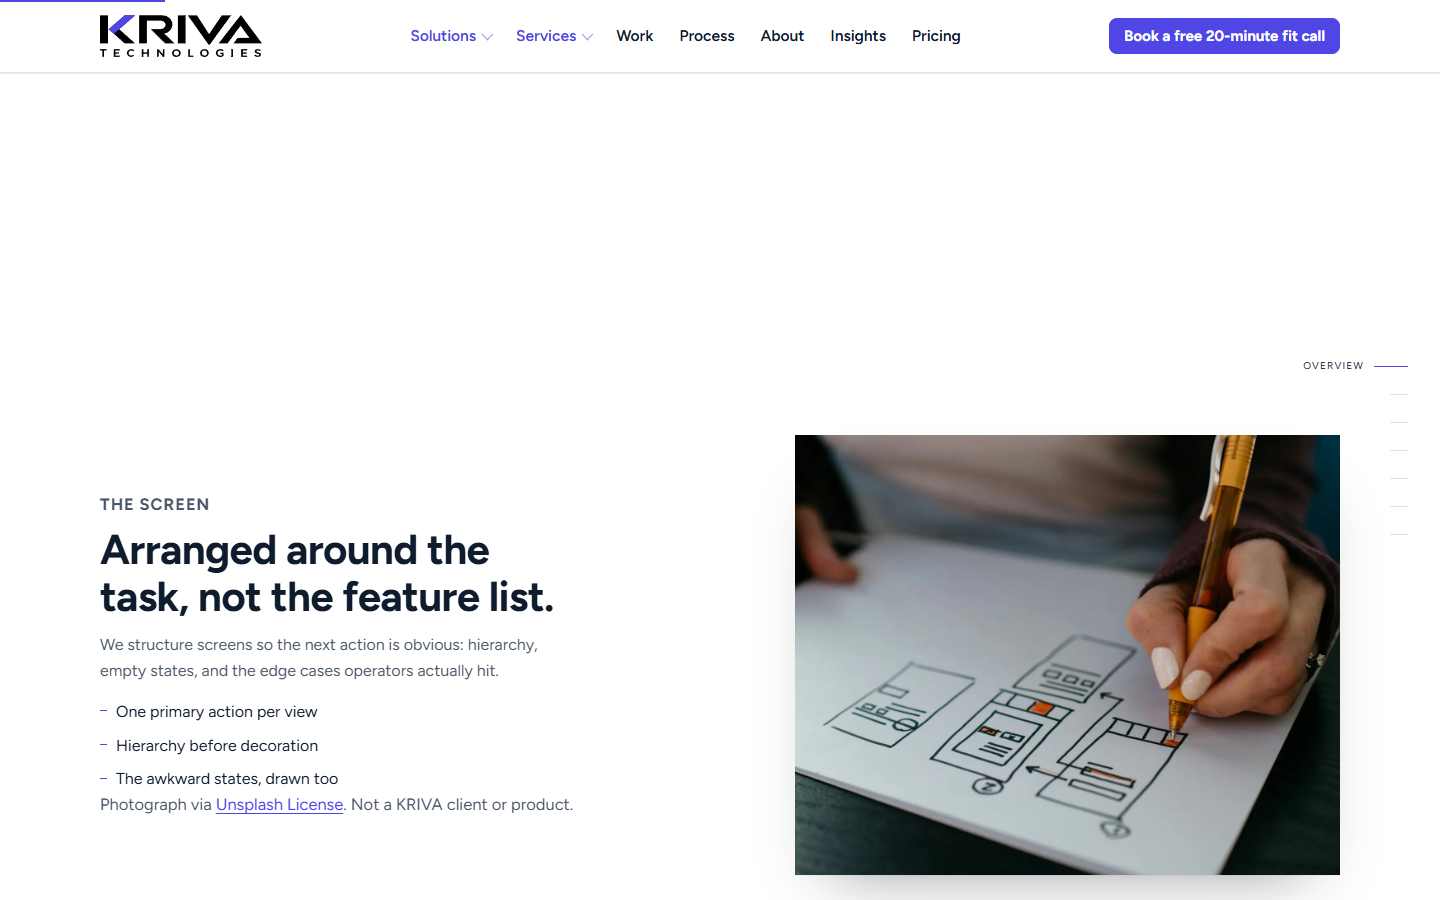 KRIVA
TECHNOLOGIES
Solutions
Services
Work
Process
About
Insights
Pricing
Book a free 20-minute fit call
OVERVIEW
THE SCREEN
Arranged around the
task, not the feature list.
We structure screens so the next action is obvious: hierarchy,
empty states, and the edge cases operators actually hit.
One primary action per view
Hierarchy before decoration
The awkward states, drawn too
Photograph via Unsplash License. Not a KRIVA client or product.
2
1